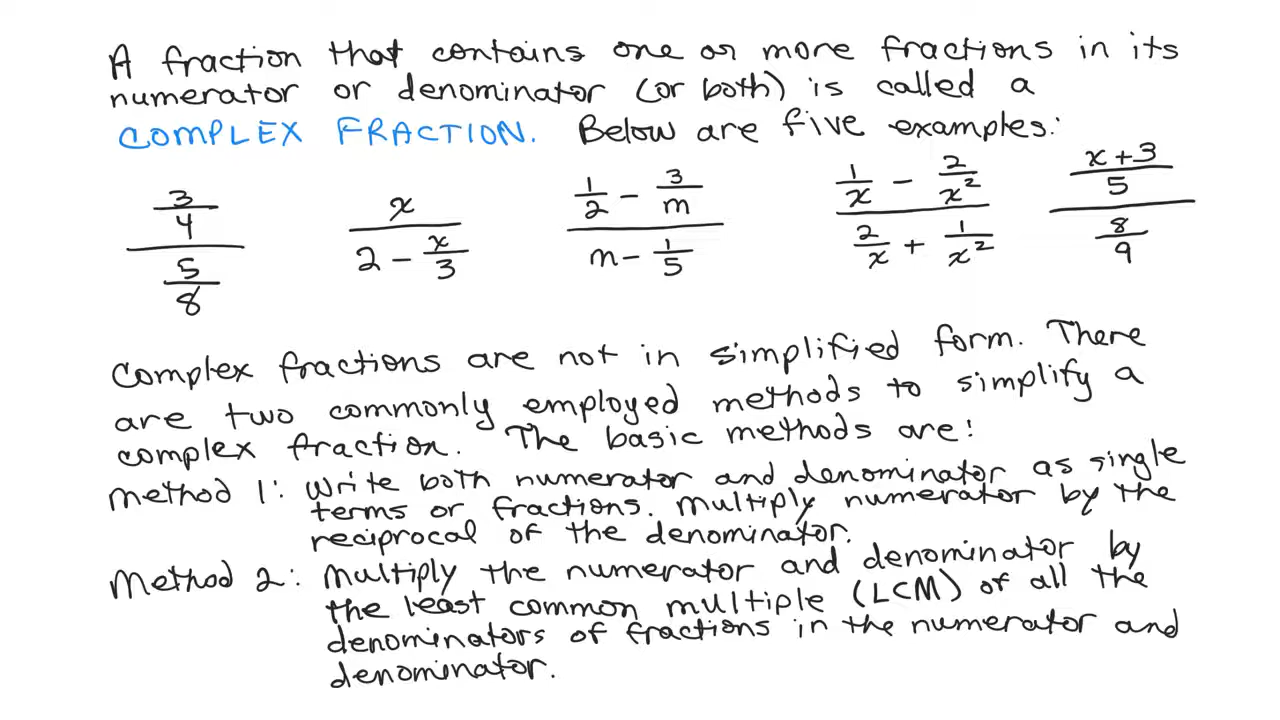 A fraction that contains one or more fractions in its
numerator or denominator (or both) is called a
COMPLEX FRACTION. Below are five examples:
3/4 / 5/8   x / (2 - x/3)   (1/2 - 3/m) / (m - 1/5)   (1/x - 2/x²) / (2/x + 1/x²)   (x+3)/5 / 8/9
Complex fractions are not in simplified form. There
are two commonly employed methods to simplify a
complex fraction. The basic methods are:
Method 1: Write both numerator and denominator as single
terms or fractions. Multiply numerator by the
reciprocal of the denominator.
Method 2: Multiply the numerator and denominator by
the least common multiple (LCM) of all the
denominators of fractions in the numerator and
denominator.